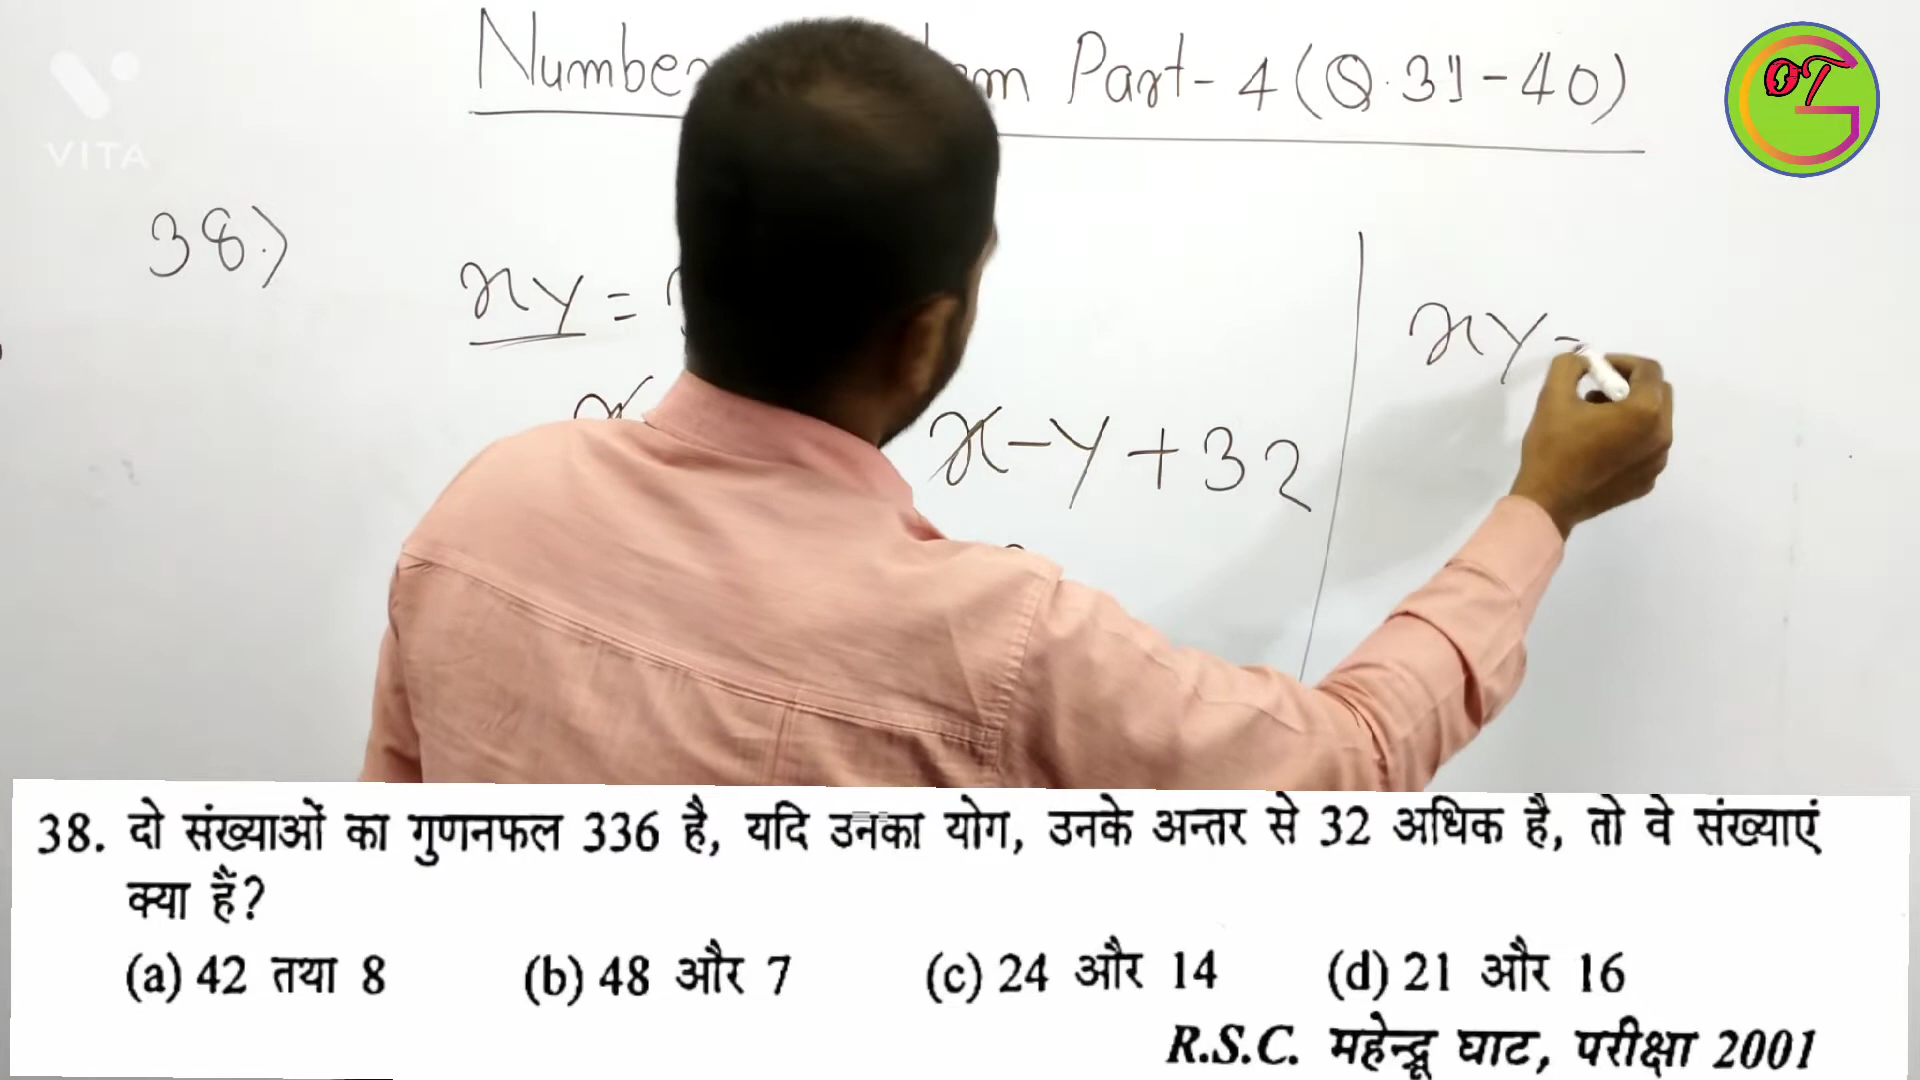 Part-4 (Q.31-40)
VITA
GOT
38.)
xy =
xy =
x-y+32
38. दो संख्याओं का गुणनफल 336 है, यदि उनका योग, उनके अन्तर से 32 अधिक है, तो वे संख्याएं
क्या हैं?
(a) 42 तथा 8 (b) 48 और 7 (c) 24 और 14 (d) 21 और 16
R.S.C. महेन्द्रू घाट, परीक्षा 2001